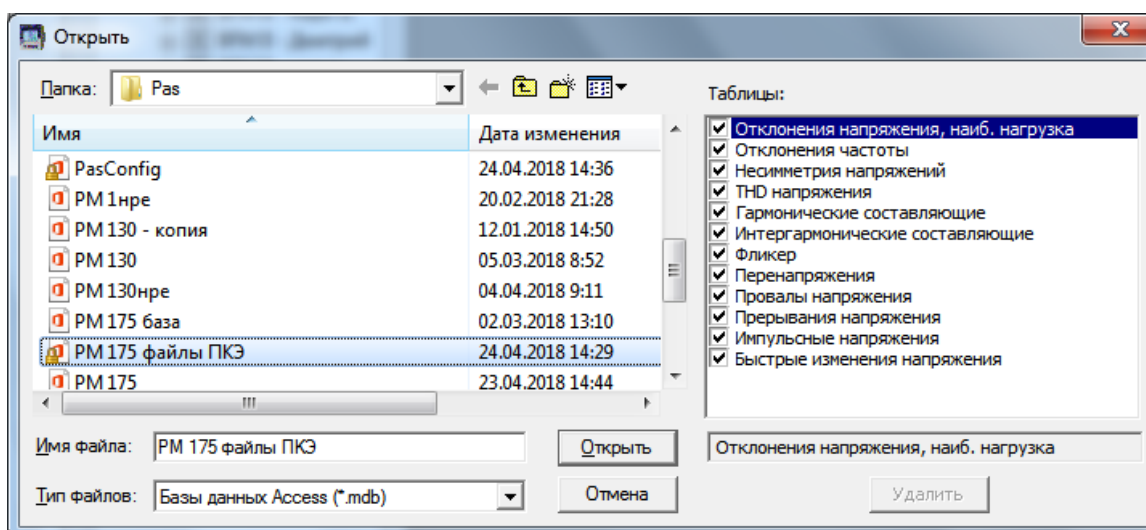 Открыть
Папка: Pas
Таблицы:
Имя Дата изменения
PasConfig 24.04.2018 14:36
PM 1нре 20.02.2018 21:28
PM 130 - копия 12.01.2018 14:50
PM 130 05.03.2018 8:52
PM 130нре 04.04.2018 9:11
PM 175 база 02.03.2018 13:10
PM 175 файлы ПКЭ 24.04.2018 14:29
PM 175 23.04.2018 14:44
Отклонения напряжения, наиб. нагрузка
Отклонения частоты
Несимметрия напряжений
THD напряжения
Гармонические составляющие
Интергармонические составляющие
Фликер
Перенапряжения
Провалы напряжения
Прерывания напряжения
Импульсные напряжения
Быстрые изменения напряжения
Имя файла: PM 175 файлы ПКЭ Открыть
Отклонения напряжения, наиб. нагрузка
Тип файлов: Базы данных Access (*.mdb) Отмена
Удалить